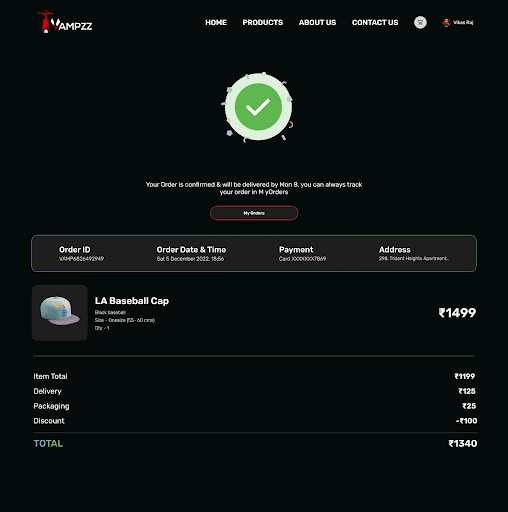 VAMPZZ
HOME PRODUCTS ABOUT US CONTACT US Vikas Raj
Your Order is confirmed & will be delivered by Mon 8, you can always track
your order in M yOrders
My Orders
Order ID Order Date & Time Payment Address
VAMP6826492949 Sat 5 December 2022, 18:56 Card XXXXXXX7869 298, Trident Heights Apartment..
LA Baseball Cap
Black baseball
Size - Onesize (55- 60 cms)
Qty - 1
₹1499
Item Total ₹1199
Delivery ₹125
Packaging ₹25
Discount -₹100
TOTAL ₹1340